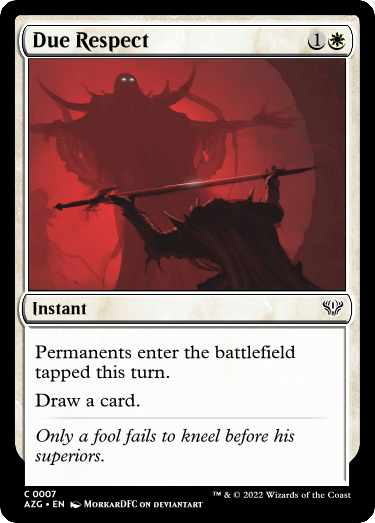 Due Respect 1
Instant
Permanents enter the battlefield
tapped this turn.
Draw a card.
Only a fool fails to kneel before his
superiors.
C 0007
AZG • EN MorkarDFC on deviantart
™ & © 2022 Wizards of the Coast